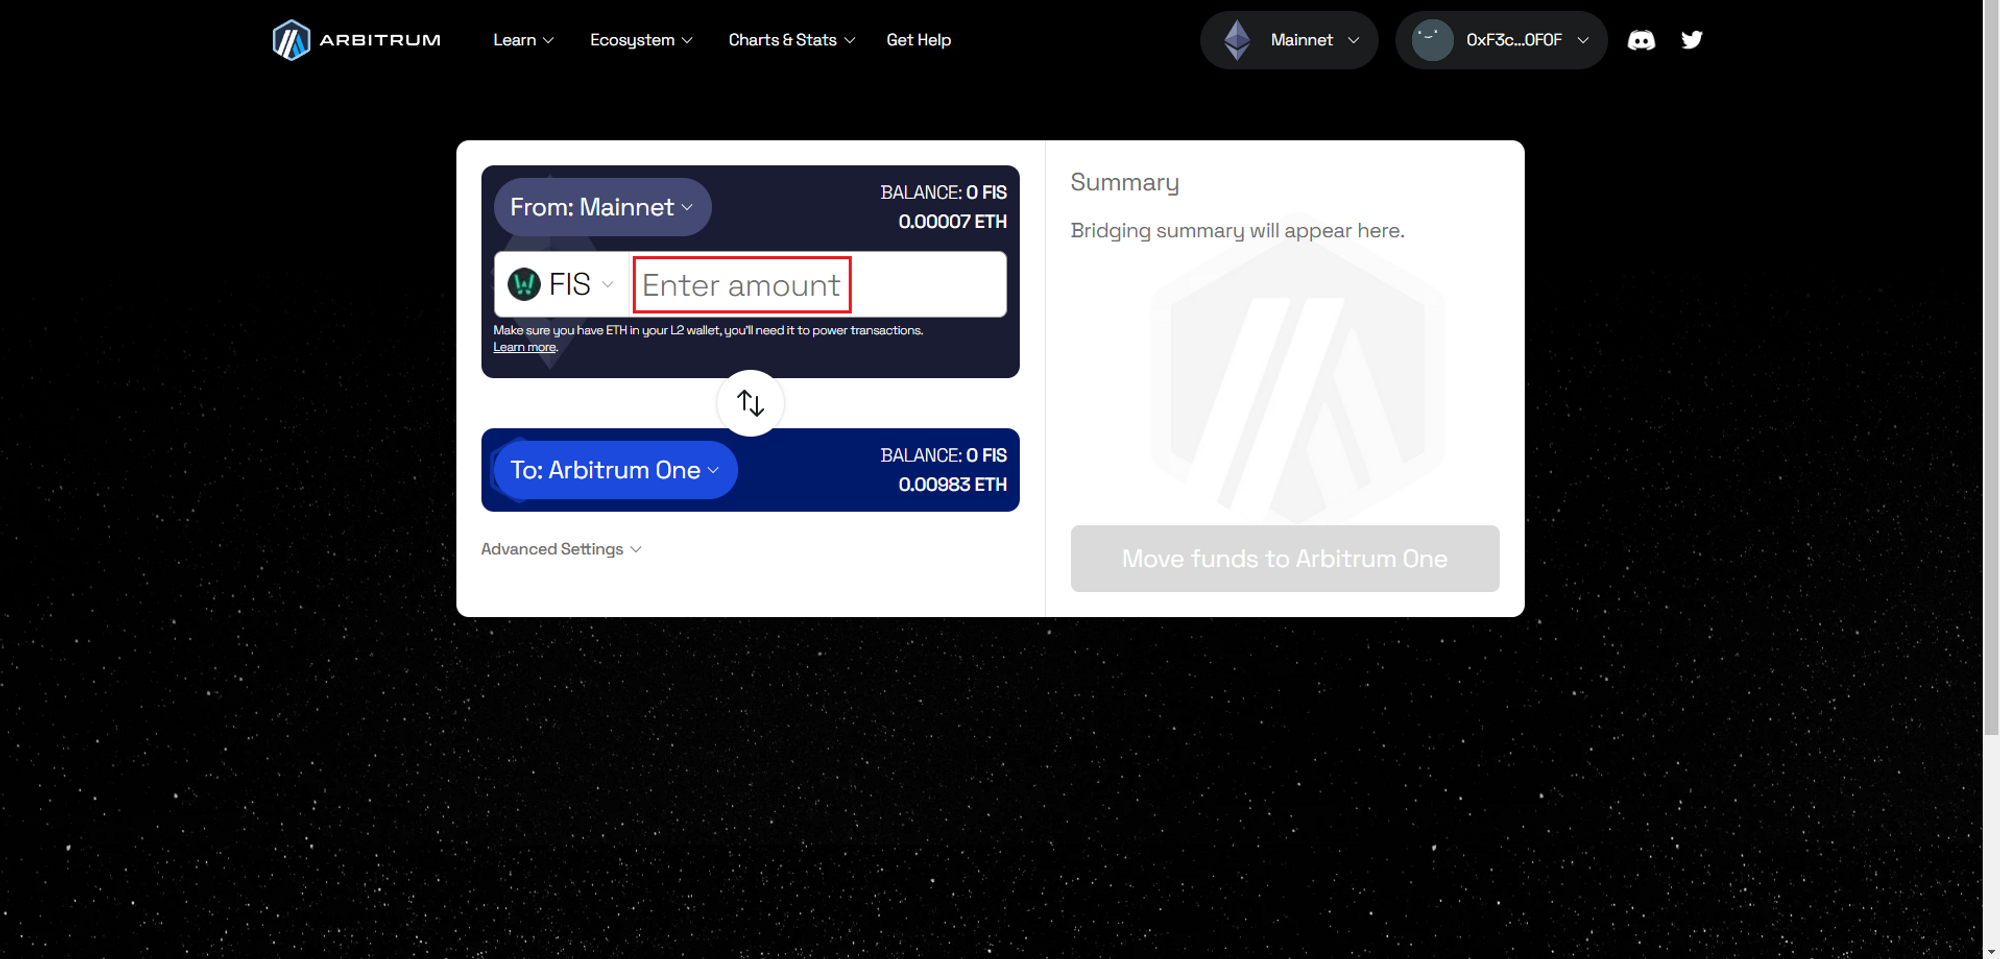 ARBITRUM
Learn
Ecosystem
Charts & Stats
Get Help
Mainnet
0xF3c...0F0F
From: Mainnet
BALANCE: 0 FIS
0.00007 ETH
FIS
Enter amount
Make sure you have ETH in your L2 wallet, you'll need it to power transactions.
Learn more.
To: Arbitrum One
BALANCE: 0 FIS
0.00983 ETH
Advanced Settings
Summary
Bridging summary will appear here.
Move funds to Arbitrum One